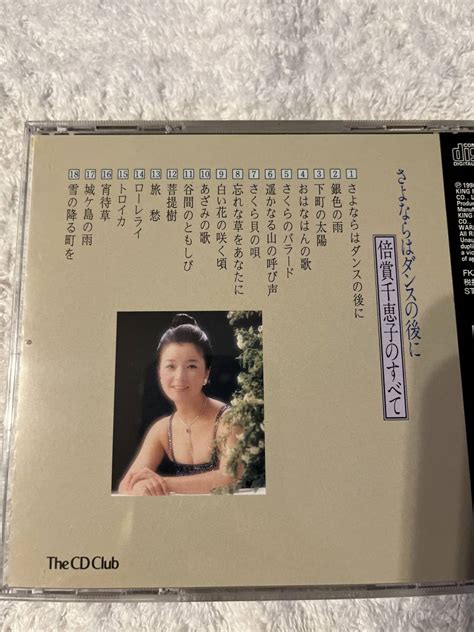 さよならはダンスの後に
倍賞千恵子のすべて
1 さよならはダンスの後に
2 銀色の雨
3 下町の太陽
4 おはなはんの歌
5 さくらのバラード
6 遥かなる山の呼び声
7 さくら貝の唄
8 忘れな草をあなたに
9 白い花の咲く頃
10 あざみの歌
11 谷間のともしび
12 菩提樹
13 旅愁
14 ローレライ
15 トロイカ
16 宵待草
17 城ケ島の雨
18 雪の降る町を
The CD Club